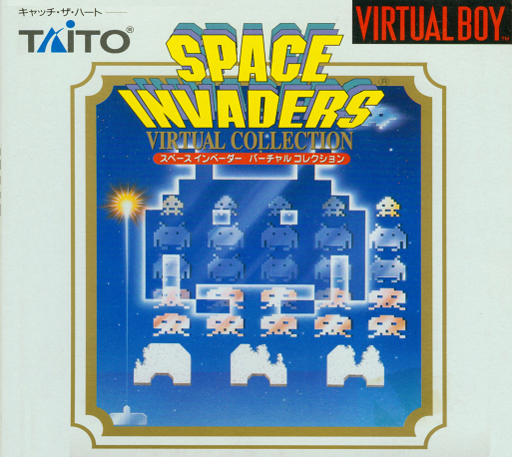 キャッチ・ザ・ハート
TAITO®
VIRTUAL BOY™
SPACE
INVADERS®
VIRTUAL COLLECTION
スペースインベーダー バーチャルコレクション